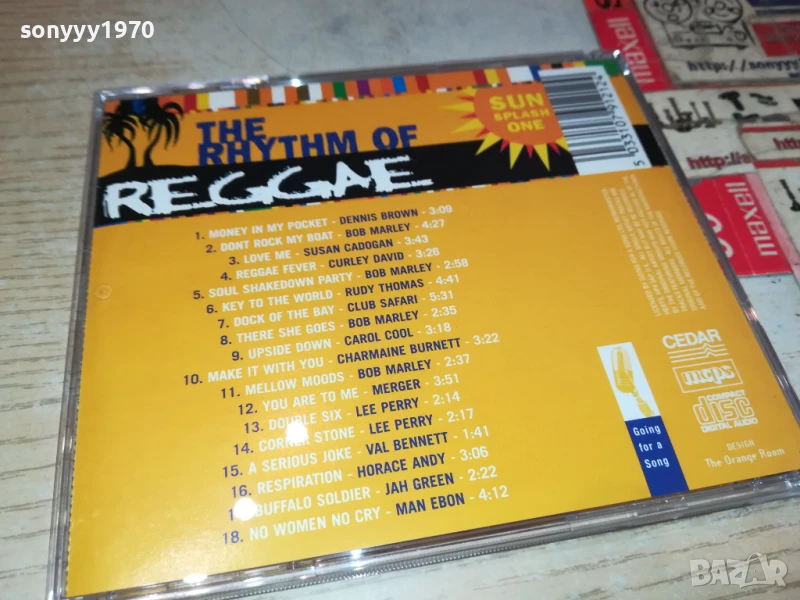 sonyyy1970
THE
RHYTHM OF
REGGAE
SUN
SPLASH
ONE
5 033107 912124
1. MONEY IN MY POCKET - DENNIS BROWN - 3:09
2. DONT ROCK MY BOAT - BOB MARLEY - 4:27
3. LOVE ME - SUSAN CADOGAN - 3:43
4. REGGAE FEVER - CURLEY DAVID - 3:26
5. SOUL SHAKEDOWN PARTY - BOB MARLEY - 2:58
6. KEY TO THE WORLD - RUDY THOMAS - 4:41
7. DOCK OF THE BAY - CLUB SAFARI - 5:31
8. THERE SHE GOES - BOB MARLEY - 2:35
9. UPSIDE DOWN - CAROL COOL - 3:18
10. MAKE IT WITH YOU - CHARMAINE BURNETT - 3:22
11. MELLOW MOODS - BOB MARLEY - 2:37
12. YOU ARE TO ME - MERGER - 3:51
13. DOUBLE SIX - LEE PERRY - 2:14
14. CORNER STONE - LEE PERRY - 2:17
15. A SERIOUS JOKE - VAL BENNETT - 1:41
16. RESPIRATION - HORACE ANDY - 3:06
17. BUFFALO SOLDIER - JAH GREEN - 2:22
18. NO WOMEN NO CRY - MAN EBON - 4:12
CEDAR
mcps
COMPACT
disc
DIGITAL AUDIO
DESIGN
The Orange Room
Going
for a
Song
maxell
http://sonyyy
maxell
http://
http://
BAZAR